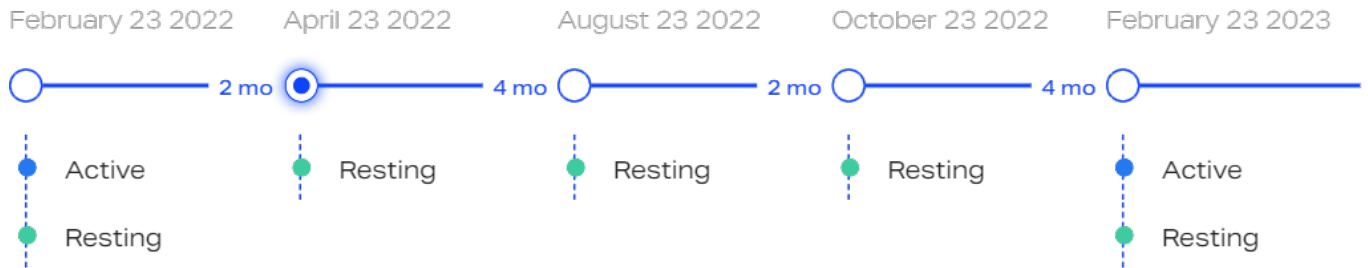 February 23 2022 April 23 2022 August 23 2022 October 23 2022 February 23 2023
2 mo 4 mo 2 mo 4 mo
Active Resting Resting Resting Active
Resting Resting